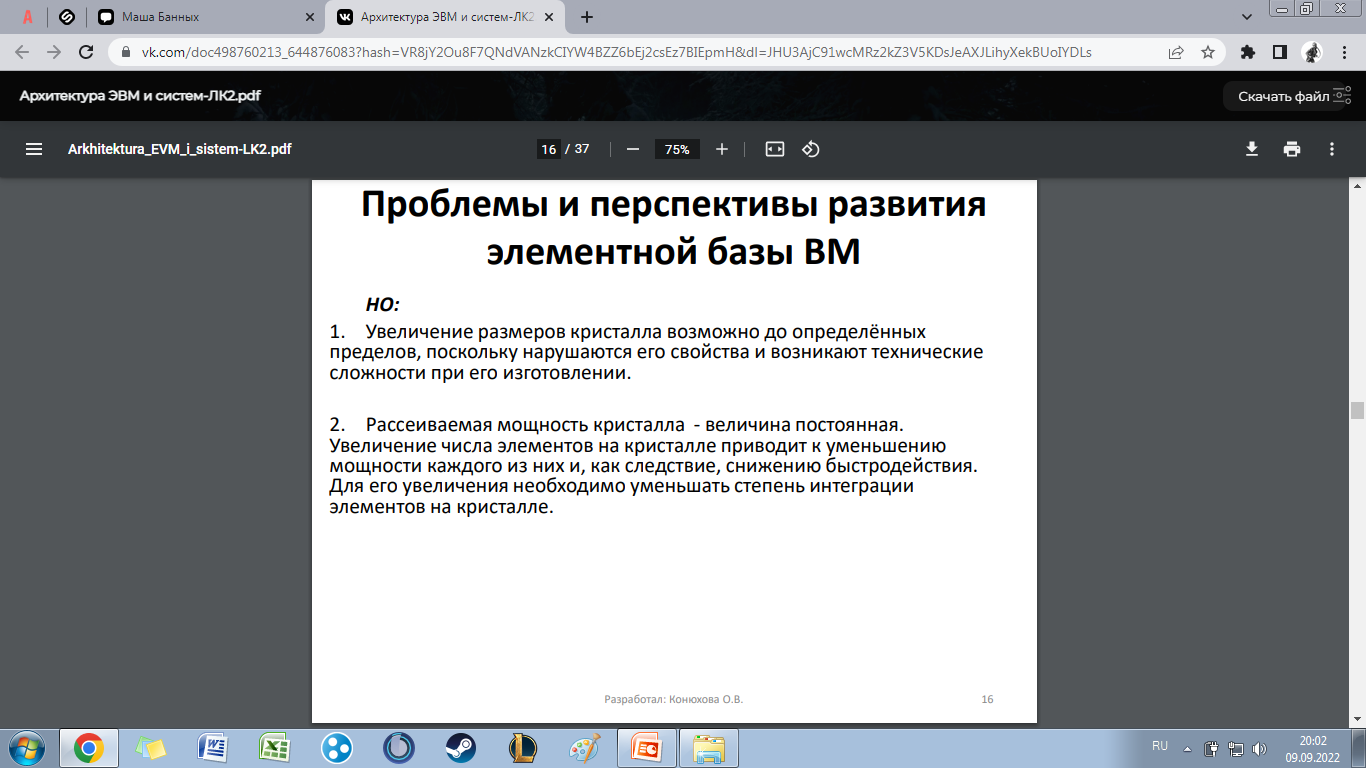 Маша Банных
Архитектура ЭВМ и систем-ЛК2
vk.com/doc498760213_644876083?hash=VR8jY2Ou8F7QNdVANzkCIYW4BZZ6bEj2csEz7BIEpmH&dl=JHU3AjC91wcMRz2kZ3V5KDsJeAXJLihyXekBUoIYDLs
Архитектура ЭВМ и систем-ЛК2.pdf
Скачать файл
Arkhitektura_EVM_i_sistem-LK2.pdf
16 / 37
75%
Проблемы и перспективы развития
элементной базы ВМ
НО:
1. Увеличение размеров кристалла возможно до определённых
пределов, поскольку нарушаются его свойства и возникают технические
сложности при его изготовлении.
2. Рассеиваемая мощность кристалла - величина постоянная.
Увеличение числа элементов на кристалле приводит к уменьшению
мощности каждого из них и, как следствие, снижению быстродействия.
Для его увеличения необходимо уменьшать степень интеграции
элементов на кристалле.
Разработал: Конюхова О.В.
16
RU
20:02
09.09.2022